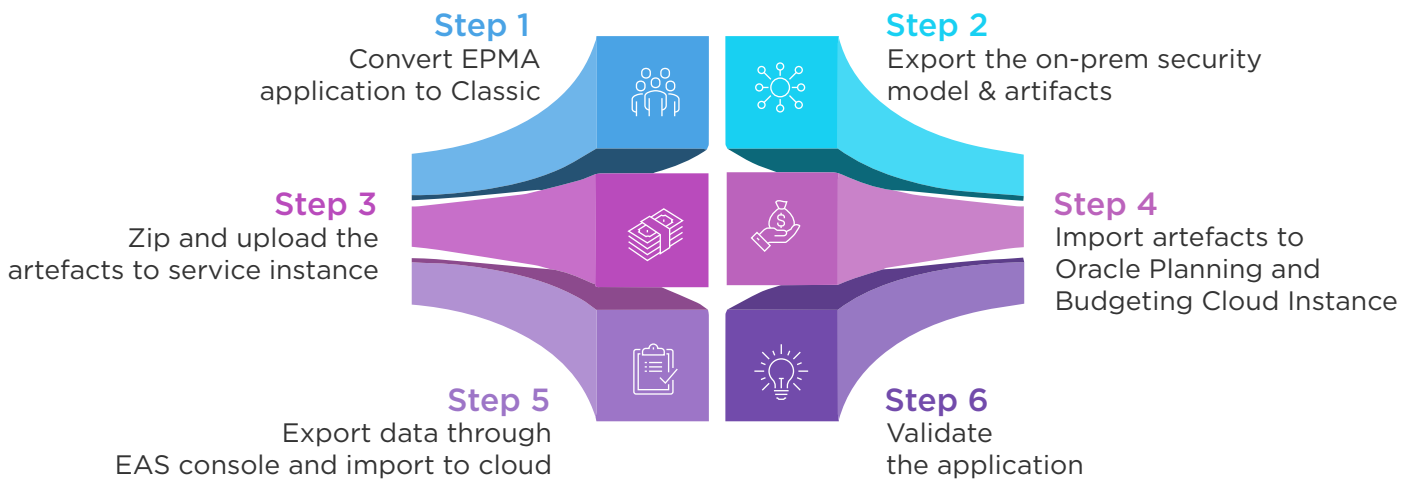 Step 1
Convert EPMA
application to Classic
Step 2
Export the on-prem security
model & artifacts
Step 3
Zip and upload the
artefacts to service instance
Step 4
Import artefacts to
Oracle Planning and
Budgeting Cloud Instance
Step 5
Export data through
EAS console and import to cloud
Step 6
Validate
the application
$